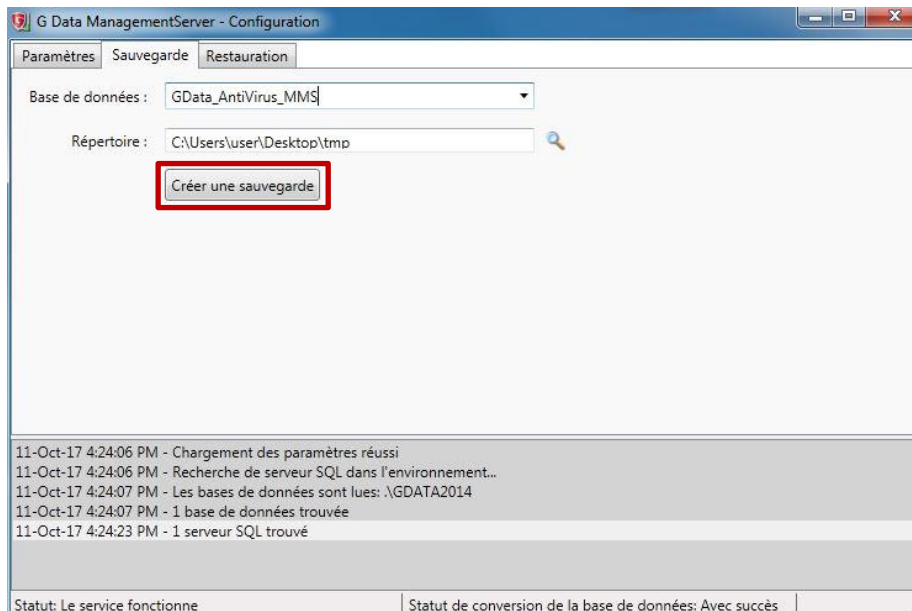 G Data ManagementServer - Configuration
Paramètres Sauvegarde Restauration
Base de données : GData_AntiVirus_MMS
Répertoire : C:\Users\user\Desktop\tmp
Créer une sauvegarde
11-Oct-17 4:24:06 PM - Chargement des paramètres réussi
11-Oct-17 4:24:06 PM - Recherche de serveur SQL dans l'environnement...
11-Oct-17 4:24:07 PM - Les bases de données sont lues: .\GDATA2014
11-Oct-17 4:24:07 PM - 1 base de données trouvée
11-Oct-17 4:24:23 PM - 1 serveur SQL trouvé
Statut: Le service fonctionne Statut de conversion de la base de données: Avec succès